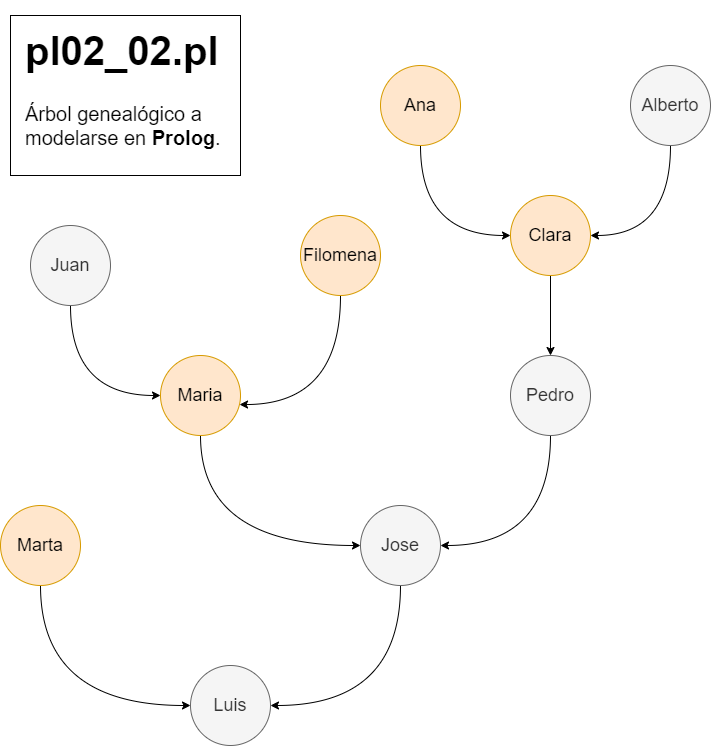 pl02_02.pl
Árbol genealógico a
modelarse en Prolog.
Ana
Alberto
Clara
Juan
Filomena
Maria
Pedro
Marta
Jose
Luis